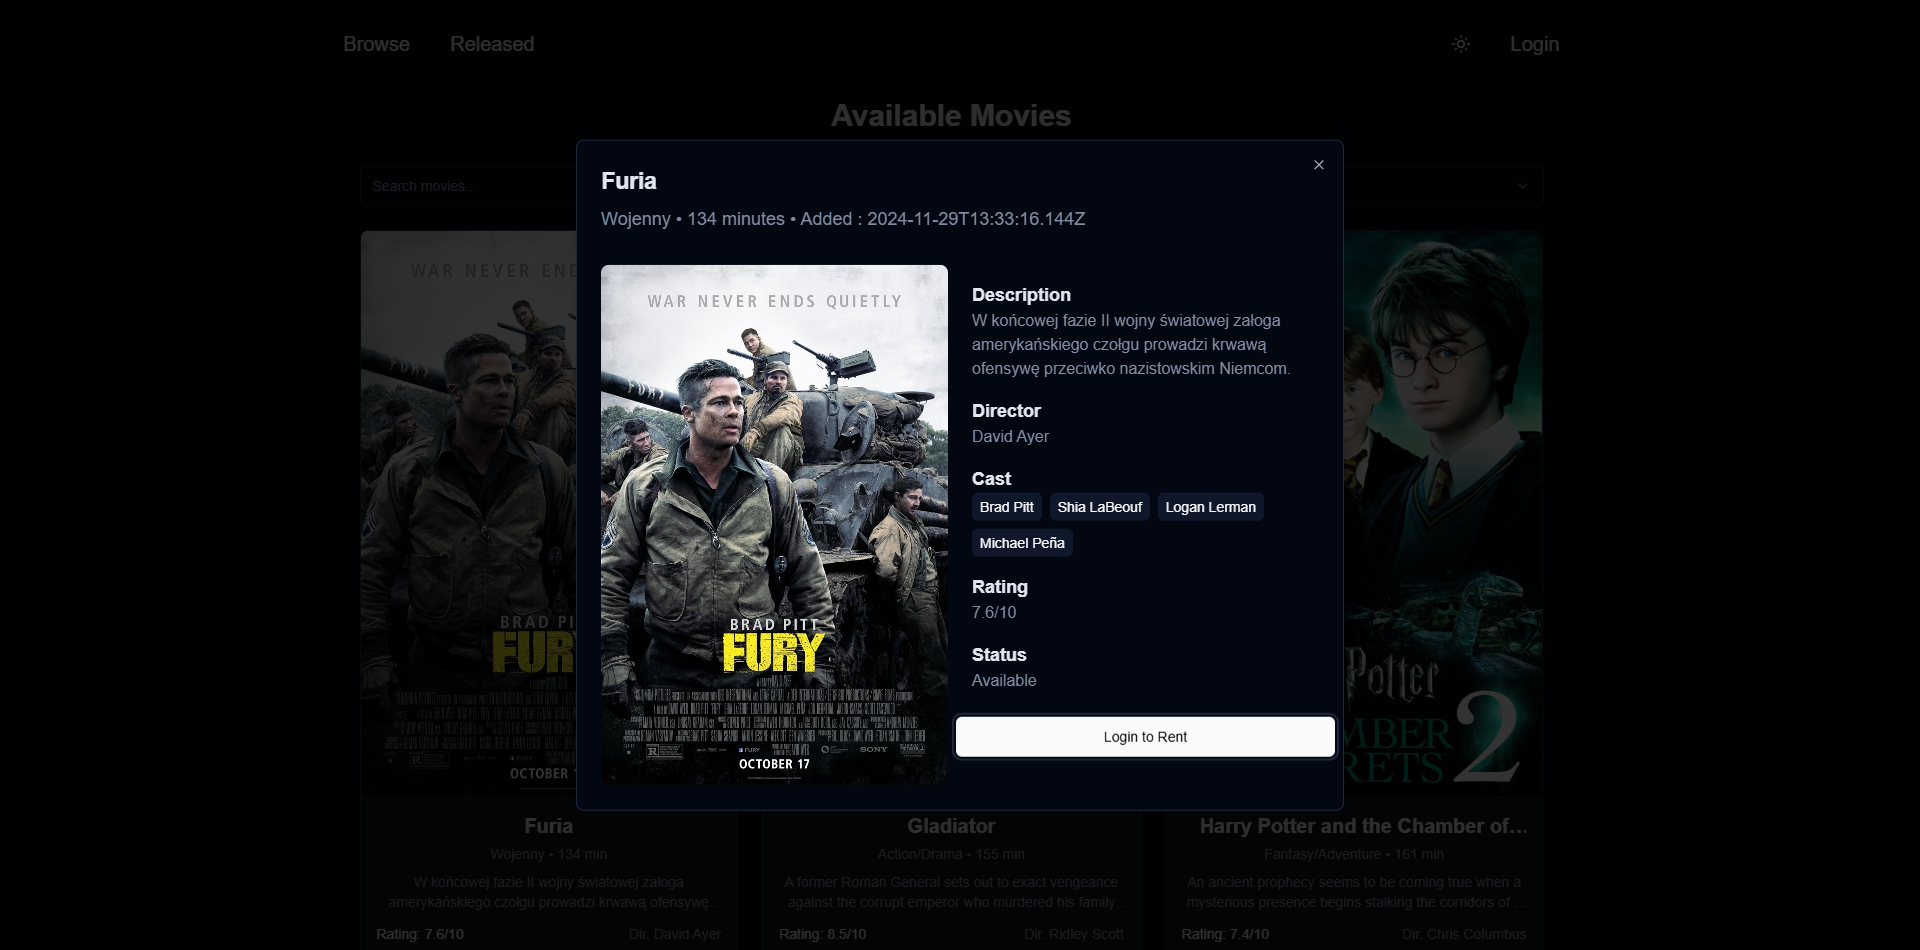 Browse
Released
Login
Available Movies
Search movies...
Furia
Wojenny • 134 minutes • Added : 2024-11-29T13:33:16.144Z
WAR NEVER END
WAR NEVER ENDS QUIETLY
FURY
BRAD PITT
FURY
FURY
SONY
OCTOBER 17
Description
W końcowej fazie II wojny światowej załoga
amerykańskiego czołgu prowadzi krwawą
ofensywę przeciwko nazistowskim Niemcom.
Director
David Ayer
Cast
Brad Pitt
Shia LaBeouf
Logan Lerman
Michael Peña
Rating
7.6/10
Status
Available
Login to Rent
BRAD PI
FUR
OCTOBER 1
Potter
MBER
RETS 2
Furia
Wojenny • 134 min
W końcowej fazie II wojny światowej załoga
amerykańskiego czołgu prowadzi krwawą ofensywę...
Rating: 7.6/10
Dir. David Ayer
Gladiator
Action/Drama • 155 min
A former Roman General sets out to exact vengeance
against the corrupt emperor who murdered his family...
Rating: 8.5/10
Dir. Ridley Scott
Harry Potter and the Chamber of...
Fantasy/Adventure • 161 min
An ancient prophecy seems to be coming true when a
mysterious presence begins stalking the corridors of ...
Rating: 7.4/10
Dir. Chris Columbus